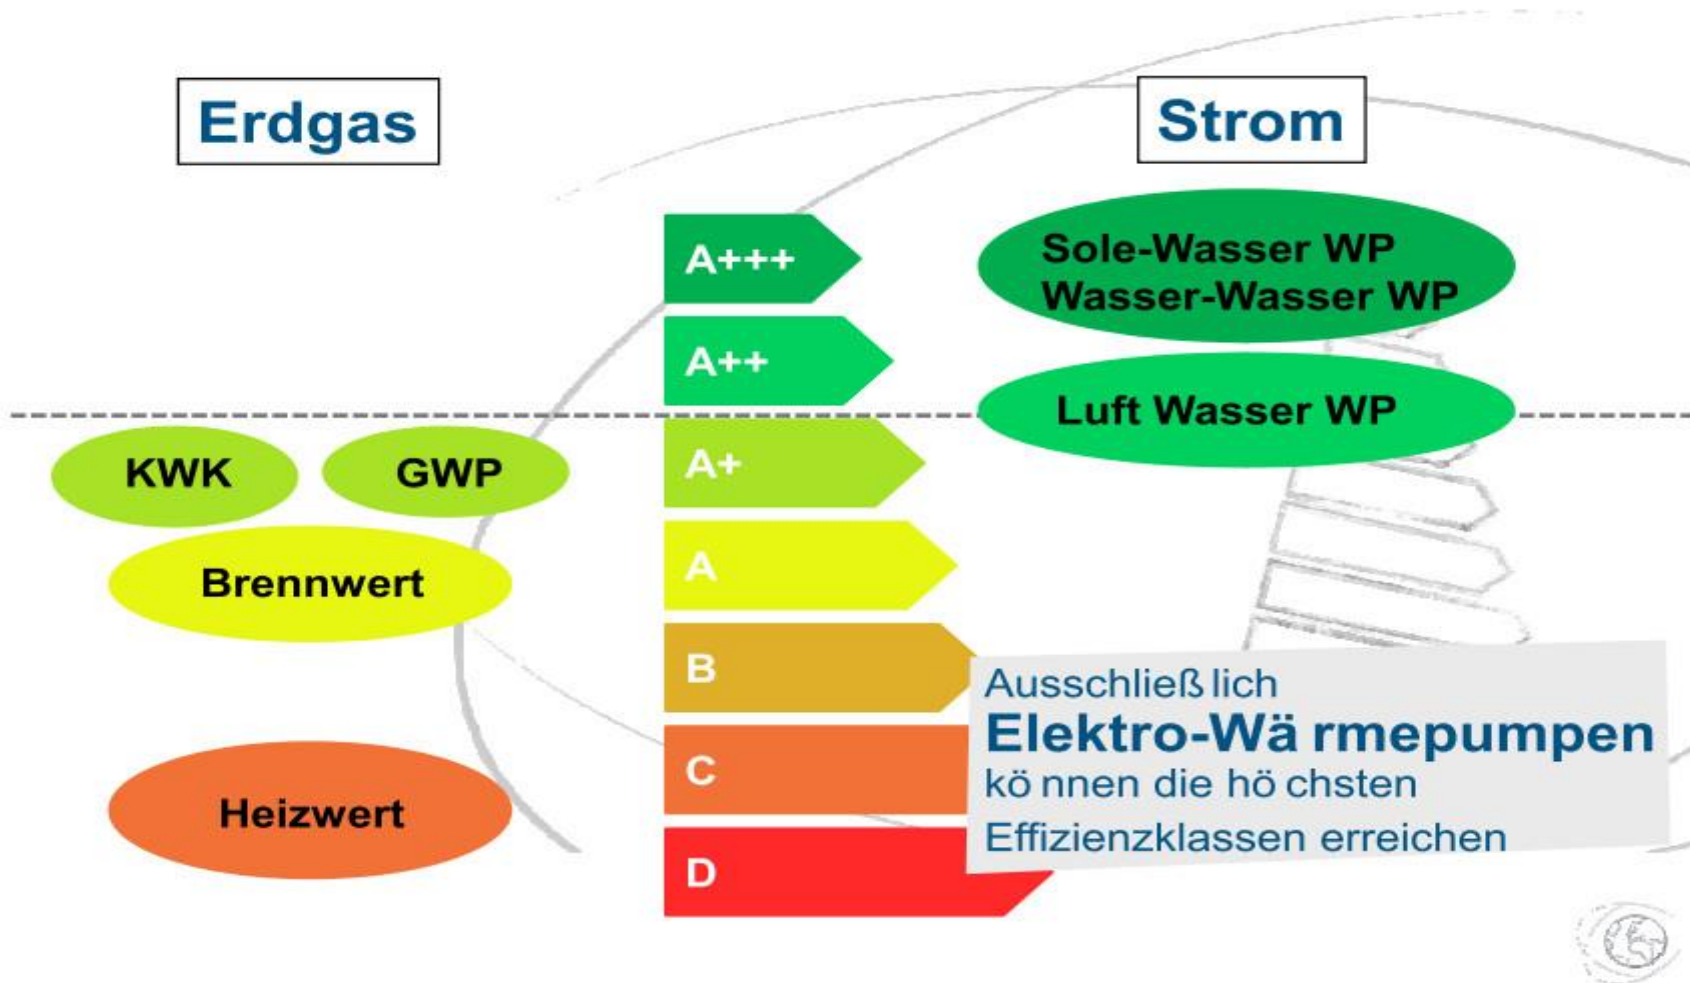 Erdgas
Strom
A+++
Sole-Wasser WP
Wasser-Wasser WP
A++
Luft Wasser WP
KWK
GWP
A+
Brennwert
A
B
Ausschließ lich
Elektro-Wä rmepumpen
kö nnen die hö chsten
Effizienzklassen erreichen
C
Heizwert
D